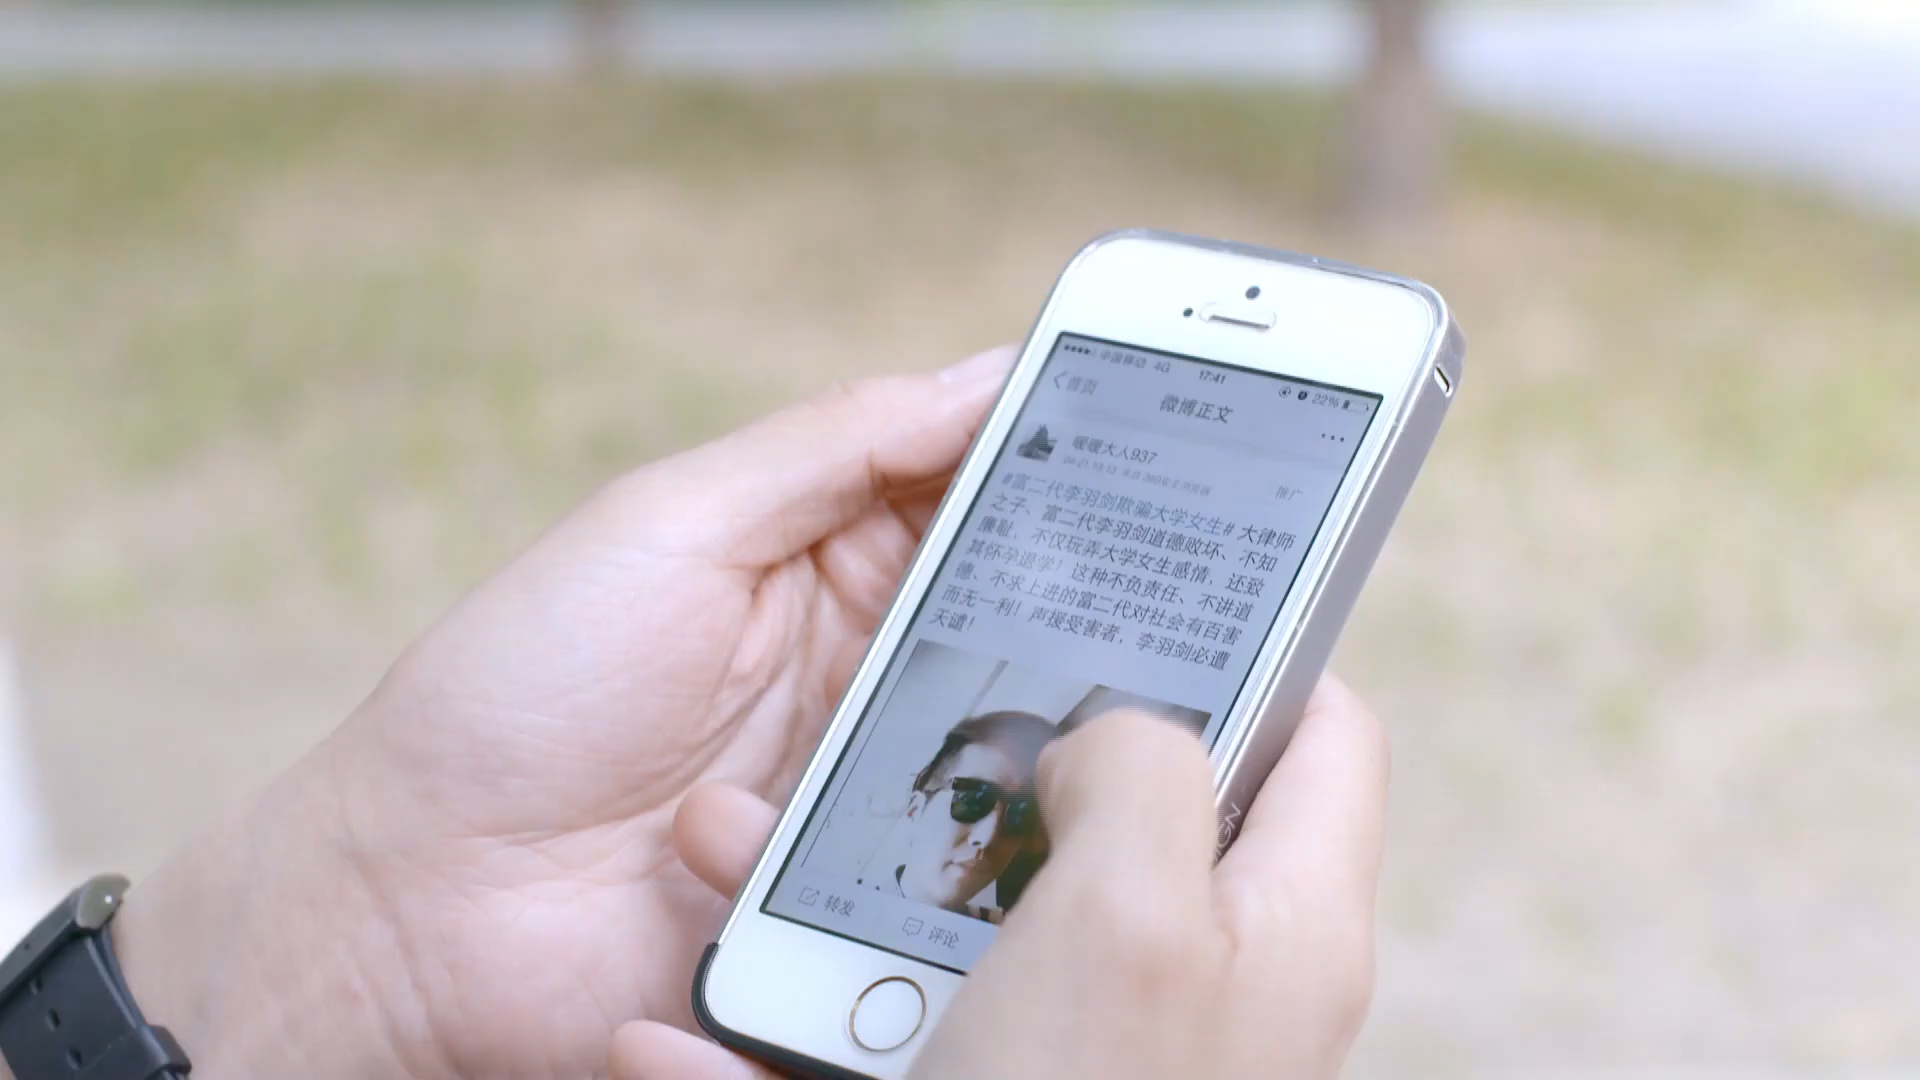 中国移动 4G 17:41 22%
首页 微博正文
暖暖大人937
推广
#富二代李羽剑欺骗大学女生# 大律师
之子、富二代李羽剑道德败坏、不知
廉耻，不仅玩弄大学女生感情，还致
其怀孕退学！这种不负责任、不讲道
德、不求上进的富二代对社会有百害
而无一利！声援受害者，李羽剑必遭
天谴！
转发 评论